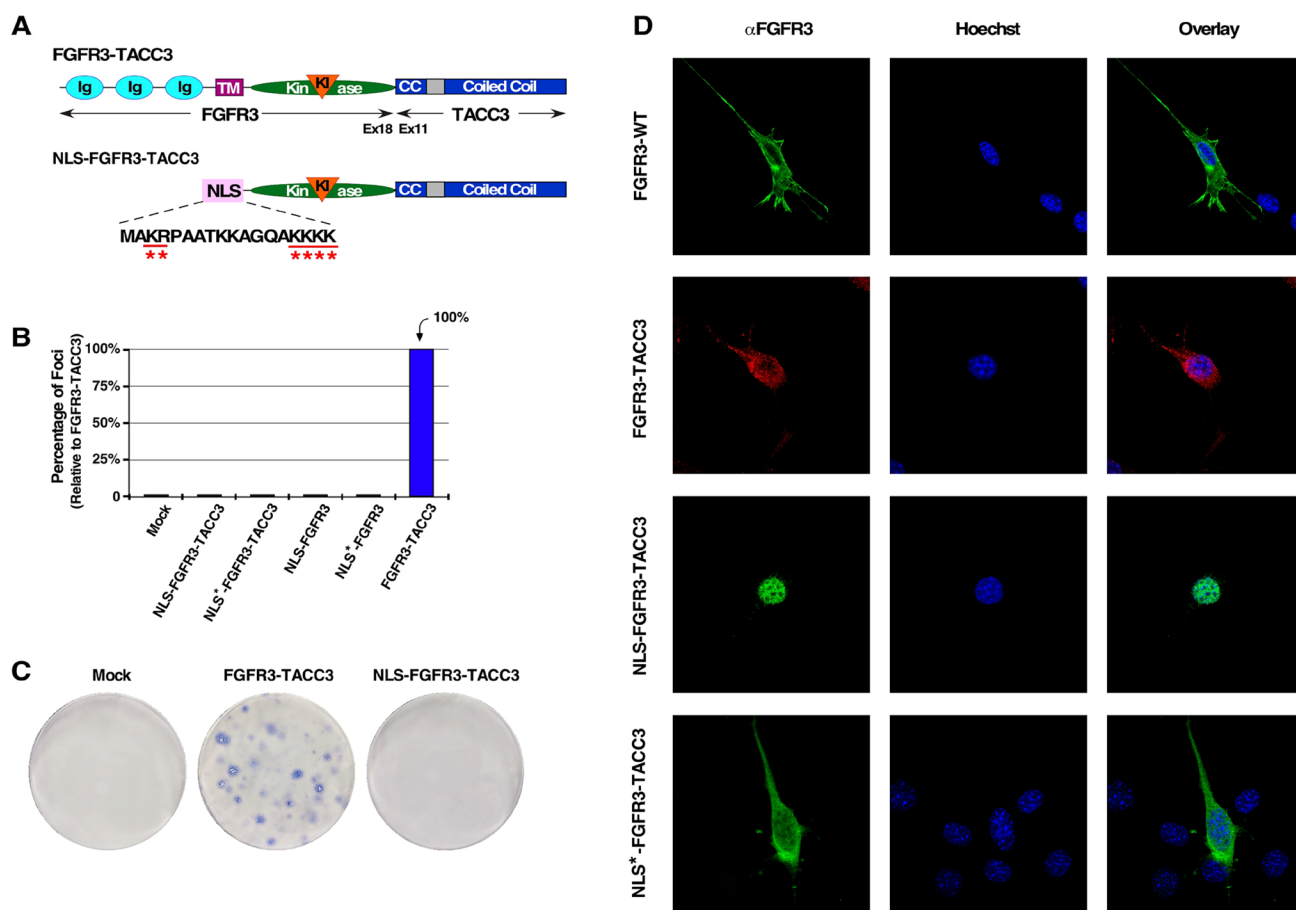 A
FGFR3-TACC3
Ig Ig Ig TM Kin KI ase CC Coiled Coil
FGFR3 TACC3
Ex18 Ex11
NLS-FGFR3-TACC3
NLS Kin KI ase CC Coiled Coil
MAKRPAATKKAGQAKKKK
** ****
B
100%
Percentage of Foci
(Relative to FGFR3-TACC3)
100%
75%
50%
25%
0
Mock
NLS-FGFR3-TACC3
NLS*-FGFR3-TACC3
NLS-FGFR3
NLS*-FGFR3
FGFR3-TACC3
C
Mock FGFR3-TACC3 NLS-FGFR3-TACC3
D
αFGFR3 Hoechst Overlay
FGFR3-WT
FGFR3-TACC3
NLS-FGFR3-TACC3
NLS*-FGFR3-TACC3